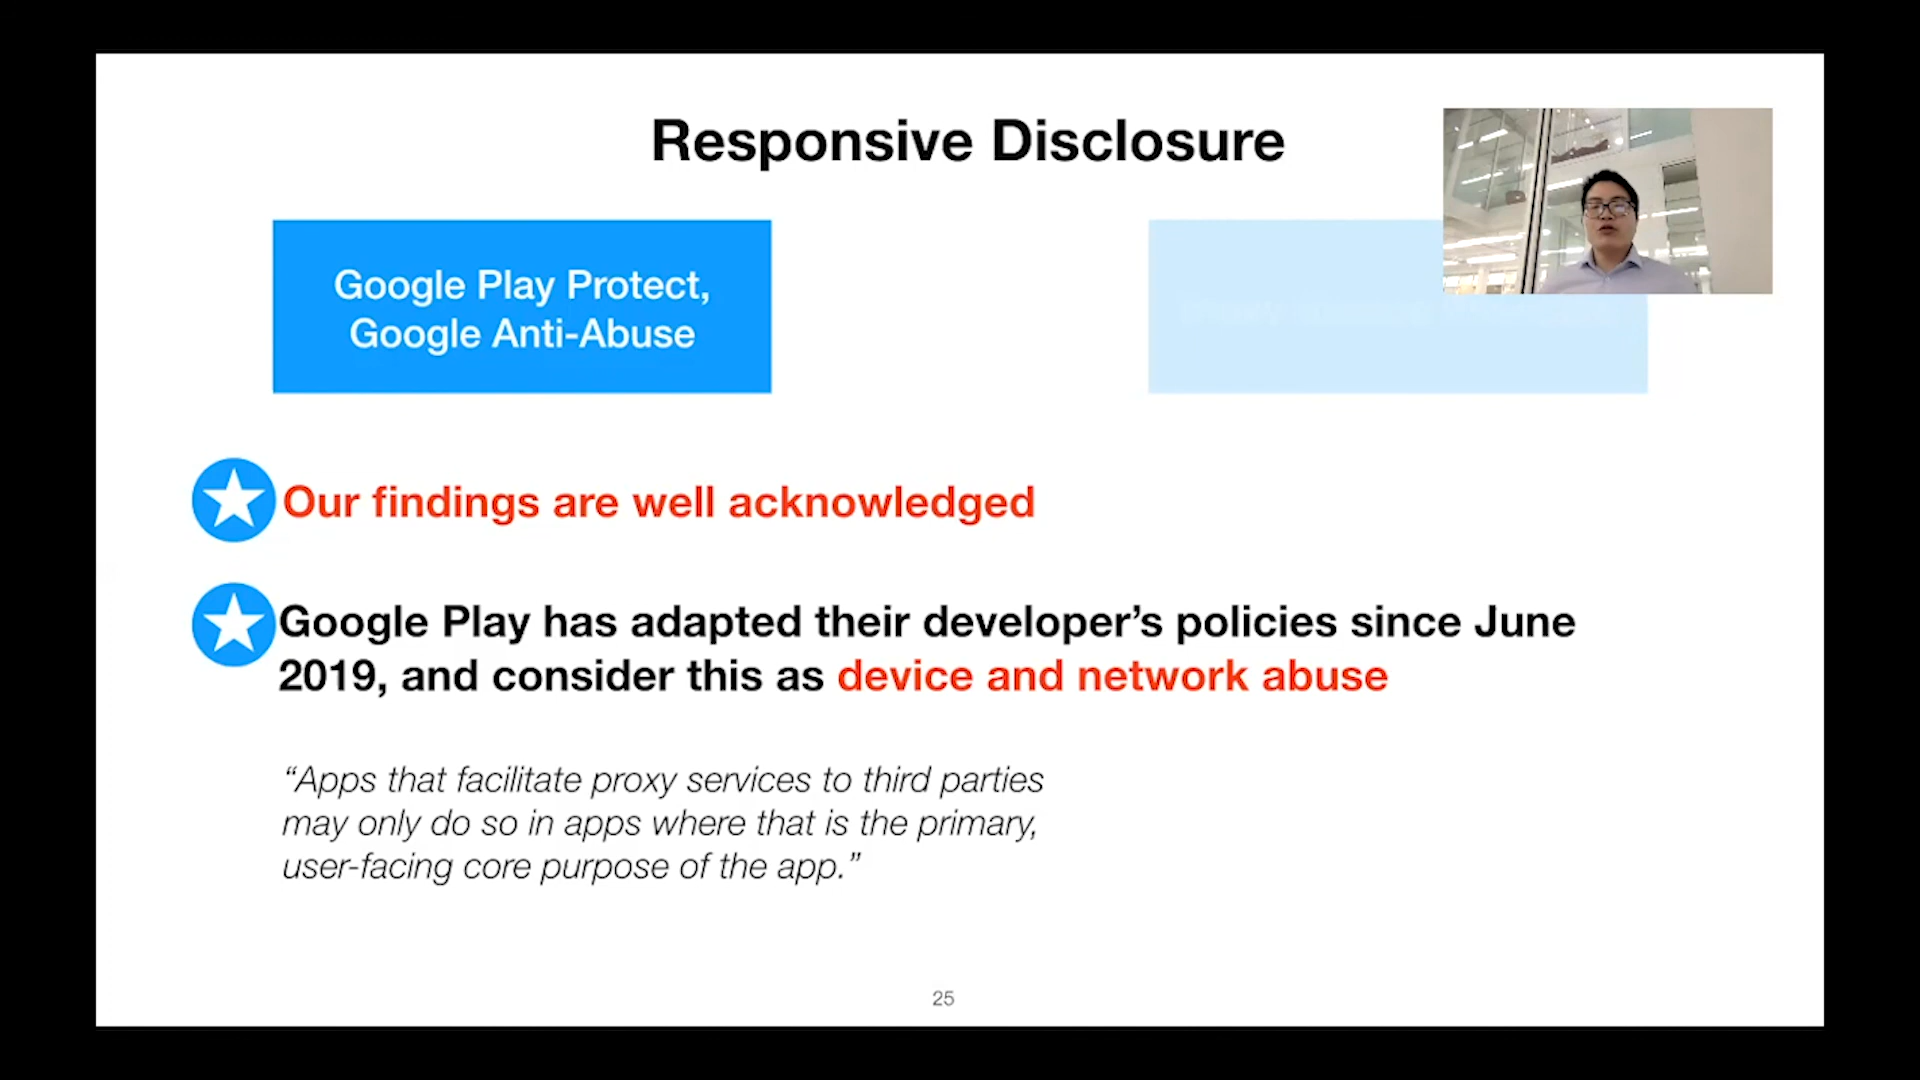 Responsive Disclosure
Google Play Protect,
Google Anti-Abuse
Our findings are well acknowledged
Google Play has adapted their developer’s policies since June
2019, and consider this as device and network abuse
“Apps that facilitate proxy services to third parties
may only do so in apps where that is the primary,
user-facing core purpose of the app.”
25